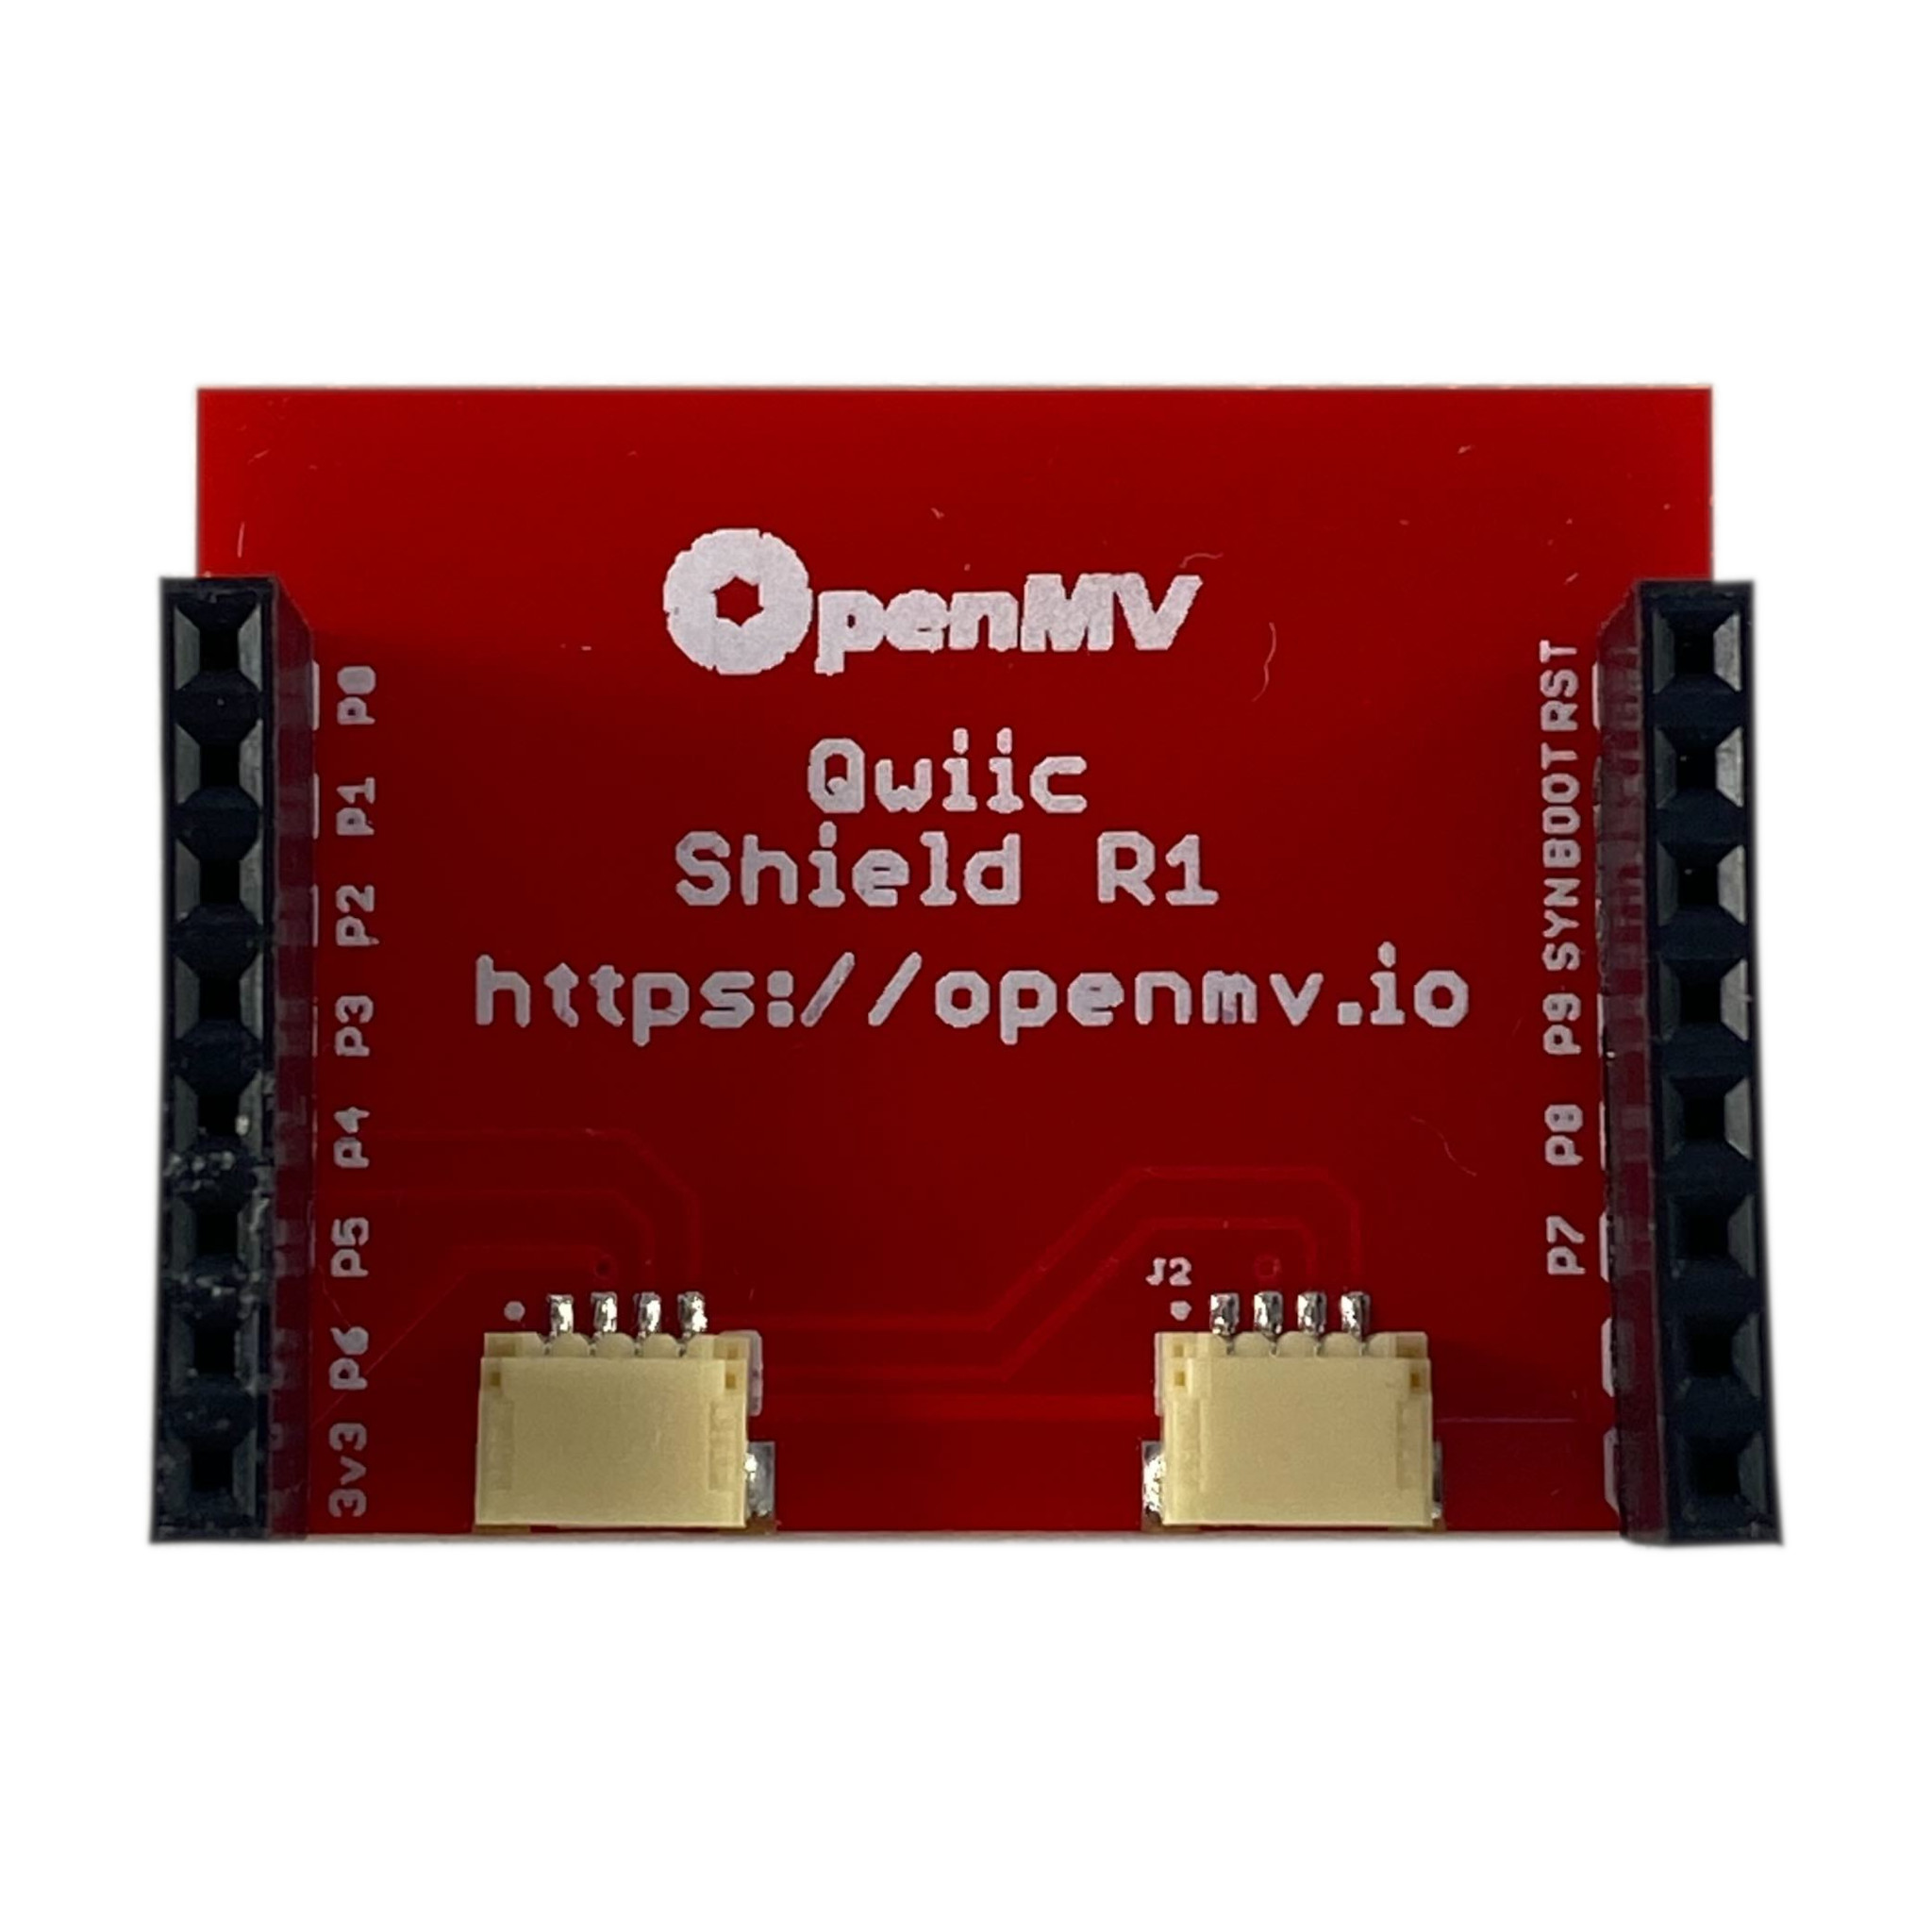 OpenMV
Qwiic
Shield R1
https://openmv.io
P0
P1
P2
P3
P4
P5
P6
3v3
RST
BOOT
SYN
P9
P8
P7
J2